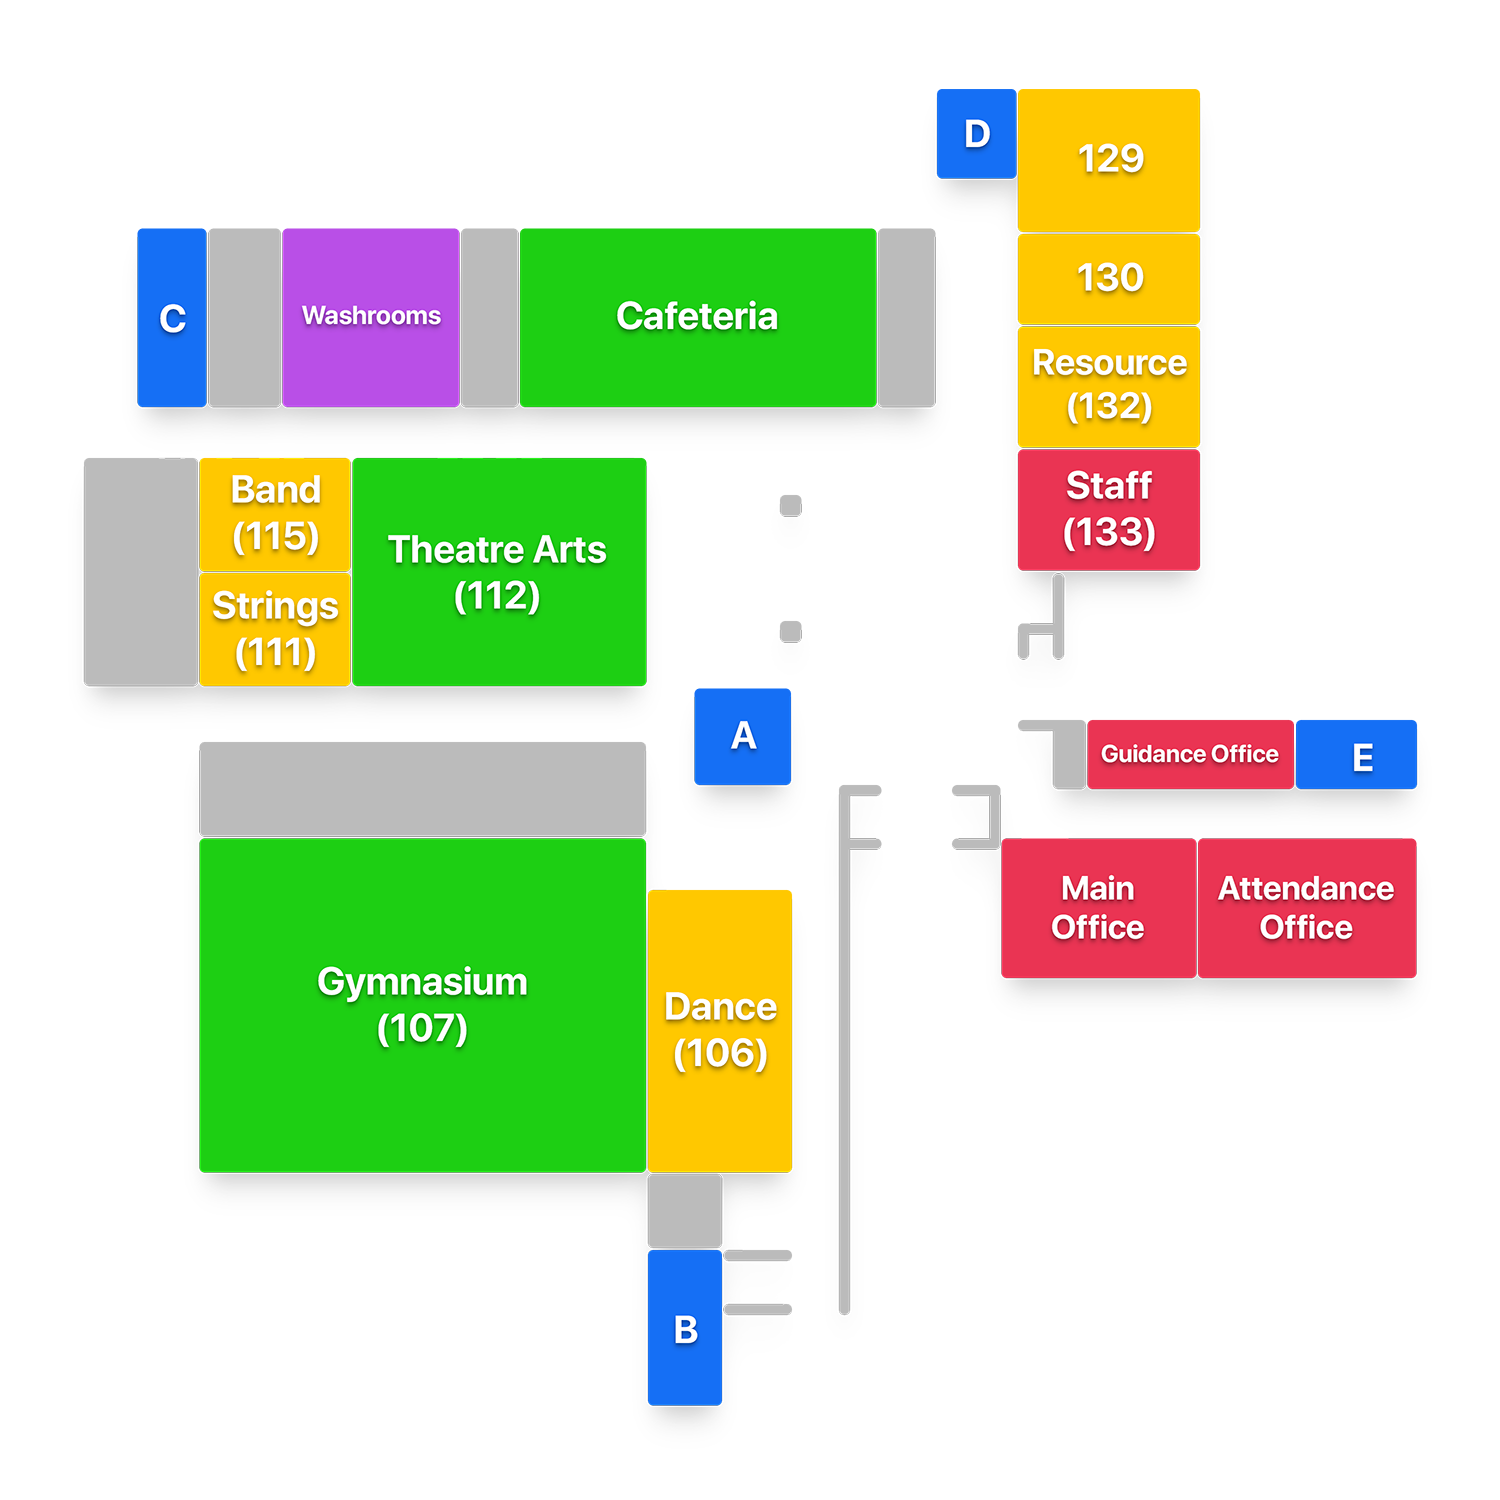 D
129
130
C
Washrooms
Cafeteria
Resource
(132)
Band
(115)
Staff
(133)
Theatre Arts
(112)
Strings
(111)
A
Guidance Office
E
Main
Office
Attendance
Office
Gymnasium
(107)
Dance
(106)
B